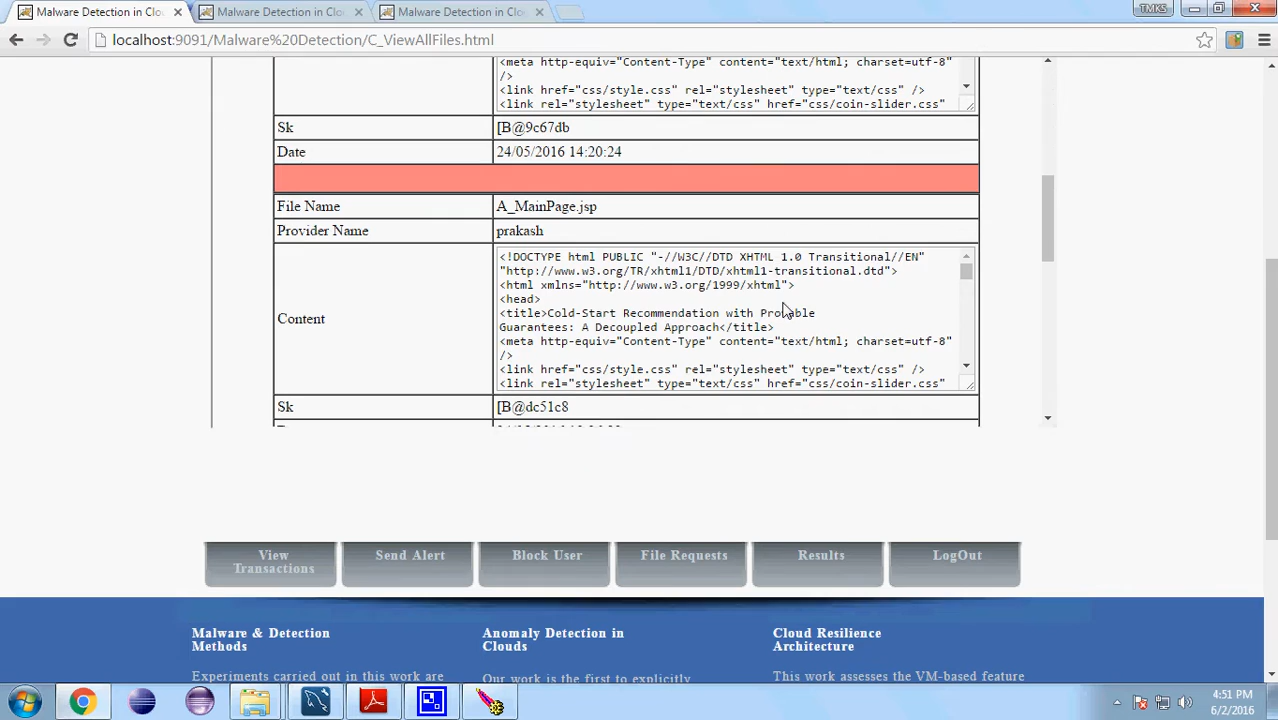 Malware Detection in Clo
Malware Detection in Clo
Malware Detection in Clo
TMKS
localhost:9091/Malware%20Detection/C_ViewAllFiles.html
<meta http-equiv="Content-Type" content="text/html; charset=utf-8"
/>
<link href="css/style.css" rel="stylesheet" type="text/css" />
<link rel="stylesheet" type="text/css" href="css/coin-slider.css"
Sk [B@9c67db
Date 24/05/2016 14:20:24
File Name A_MainPage.jsp
Provider Name prakash
Content
<!DOCTYPE html PUBLIC "-//W3C//DTD XHTML 1.0 Transitional//EN"
"http://www.w3.org/TR/xhtml1/DTD/xhtml1-transitional.dtd">
<html xmlns="http://www.w3.org/1999/xhtml">
<head>
<title>Cold-Start Recommendation with Provable
Guarantees: A Decoupled Approach</title>
<meta http-equiv="Content-Type" content="text/html; charset=utf-8"
/>
<link href="css/style.css" rel="stylesheet" type="text/css" />
<link rel="stylesheet" type="text/css" href="css/coin-slider.css"
Sk [B@dc51c8
View
Transactions
Send Alert
Block User
File Requests
Results
LogOut
Malware & Detection
Methods
Experiments carried out in this work are
Anomaly Detection in
Clouds
Our work is the first to explicitly
Cloud Resilience
Architecture
This work assesses the VM-based feature
4:51 PM
6/2/2016